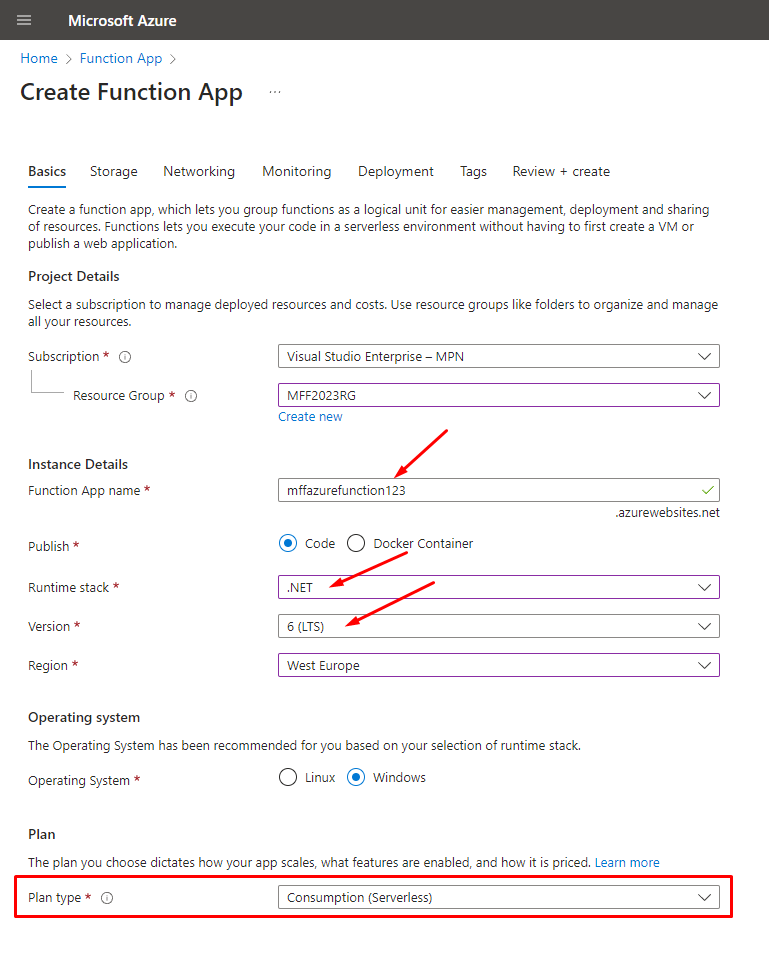 Microsoft Azure
Home > Function App >
Create Function App ...
Basics Storage Networking Monitoring Deployment Tags Review + create
Create a function app, which lets you group functions as a logical unit for easier management, deployment and sharing
of resources. Functions lets you execute your code in a serverless environment without having to first create a VM or
publish a web application.
Project Details
Select a subscription to manage deployed resources and costs. Use resource groups like folders to organize and manage
all your resources.
Subscription * Visual Studio Enterprise – MPN
Resource Group * MFF2023RG
Create new
Instance Details
Function App name * mffazurefunction123
.azurewebsites.net
Publish * Code Docker Container
Runtime stack * .NET
Version * 6 (LTS)
Region * West Europe
Operating system
The Operating System has been recommended for you based on your selection of runtime stack.
Operating System * Linux Windows
Plan
The plan you choose dictates how your app scales, what features are enabled, and how it is priced. Learn more
Plan type * Consumption (Serverless)